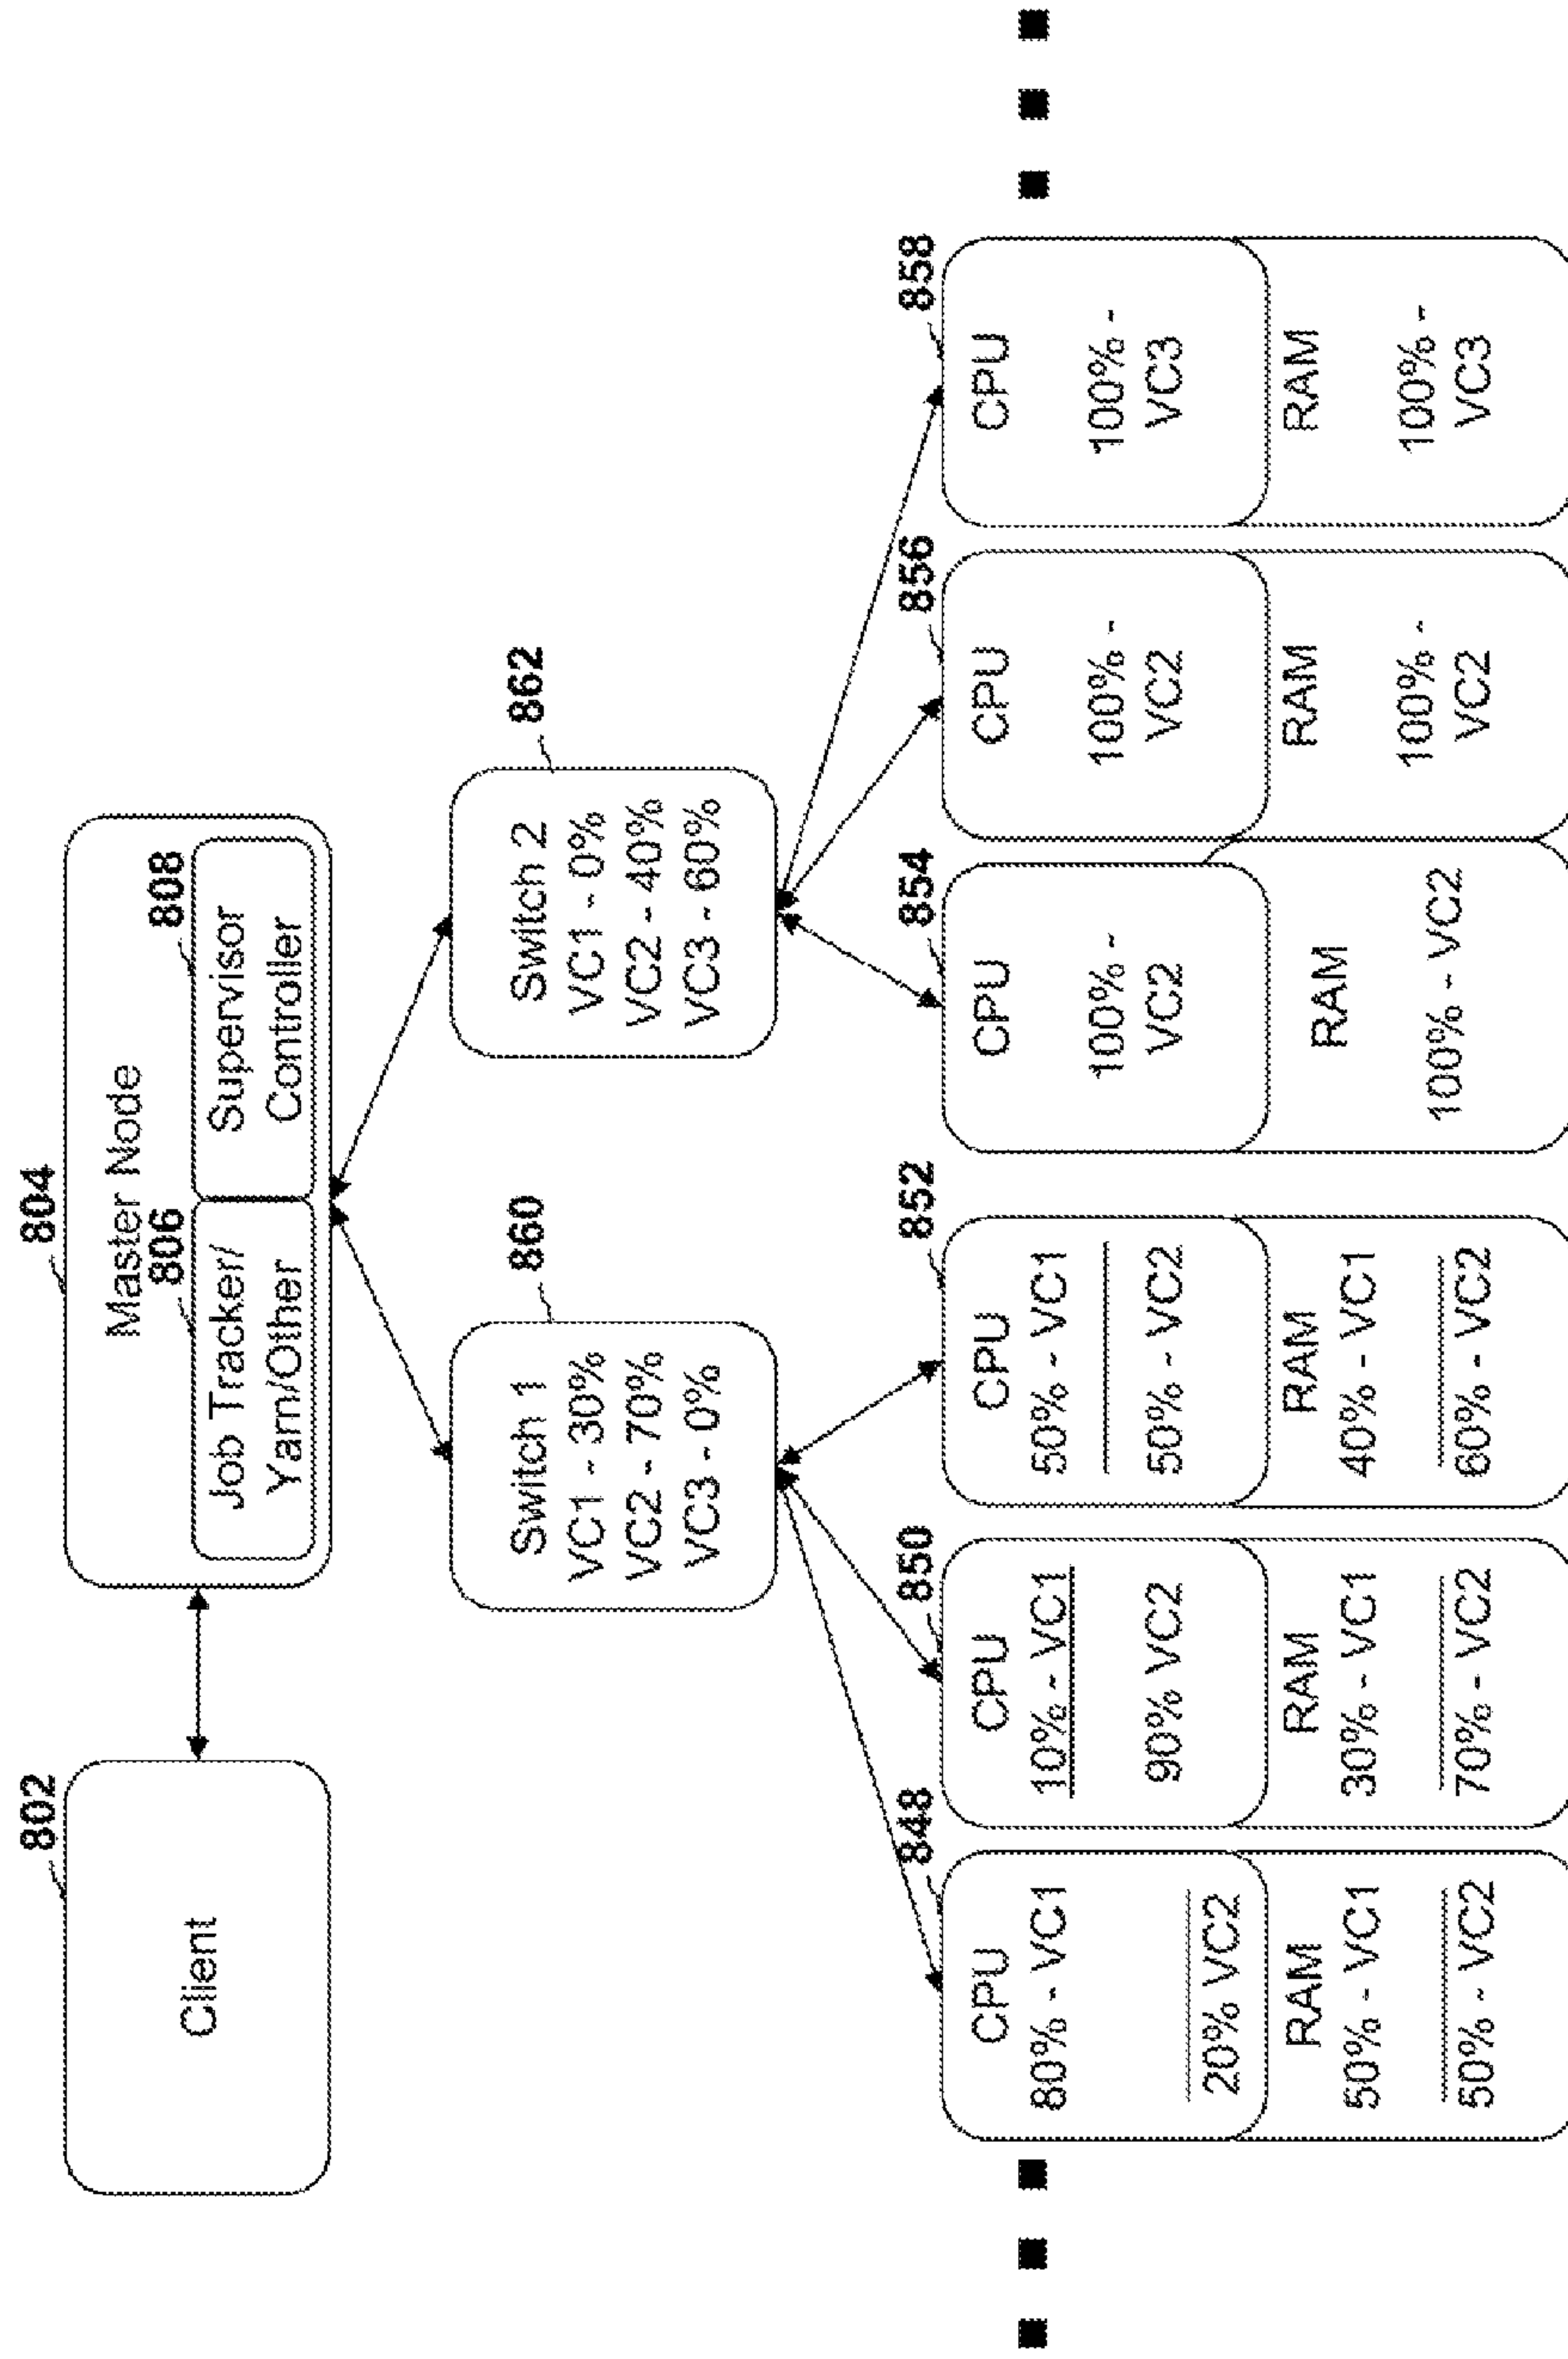 802
Client
804
Master Node
806
Job Tracker/
Yarn/Other
808
Supervisor
Controller
860
Switch 1
VC1 - 30%
VC2 - 70%
VC3 - 0%
862
Switch 2
VC1 - 0%
VC2 - 40%
VC3 - 60%
848
CPU
80% - VC1
20% VC2
RAM
50% - VC1
50% - VC2
850
CPU
10% - VC1
90% VC2
RAM
30% - VC1
70% - VC2
852
CPU
50% - VC1
50% - VC2
RAM
40% - VC1
60% - VC2
854
CPU
100% -
VC2
RAM
100% - VC2
856
CPU
100% -
VC2
RAM
100% -
VC2
858
CPU
100% -
VC3
RAM
100% -
VC3